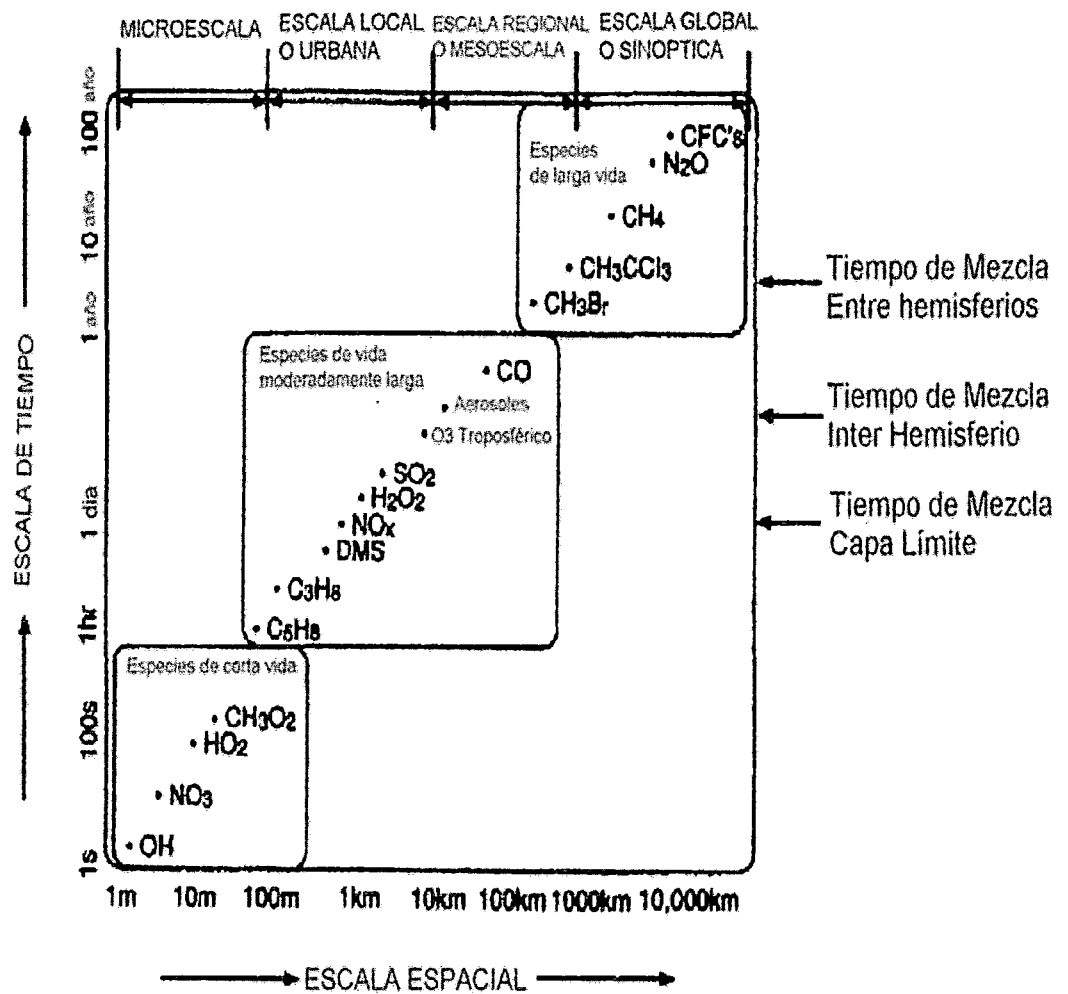 MICROESCALA
ESCALA LOCAL
O URBANA
ESCALA REGIONAL
O MESOESCALA
ESCALA GLOBAL
O SINOPTICA
100 año
10 año
1 año
1 dia
1hr
100s
1s
ESCALA DE TIEMPO
Especies
de larga vida
CFC's
N2O
CH4
CH3CCl3
CH3Br
Especies de vida
moderadamente larga
CO
Aerosoles
O3 Troposférico
SO2
H2O2
NOx
DMS
C3H8
C5H8
Especies de corta vida
CH3O2
HO2
NO3
OH
Tiempo de Mezcla
Entre hemisferios
Tiempo de Mezcla
Inter Hemisferio
Tiempo de Mezcla
Capa Límite
1m 10m 100m 1km 10km 100km 1000km 10,000km
ESCALA ESPACIAL